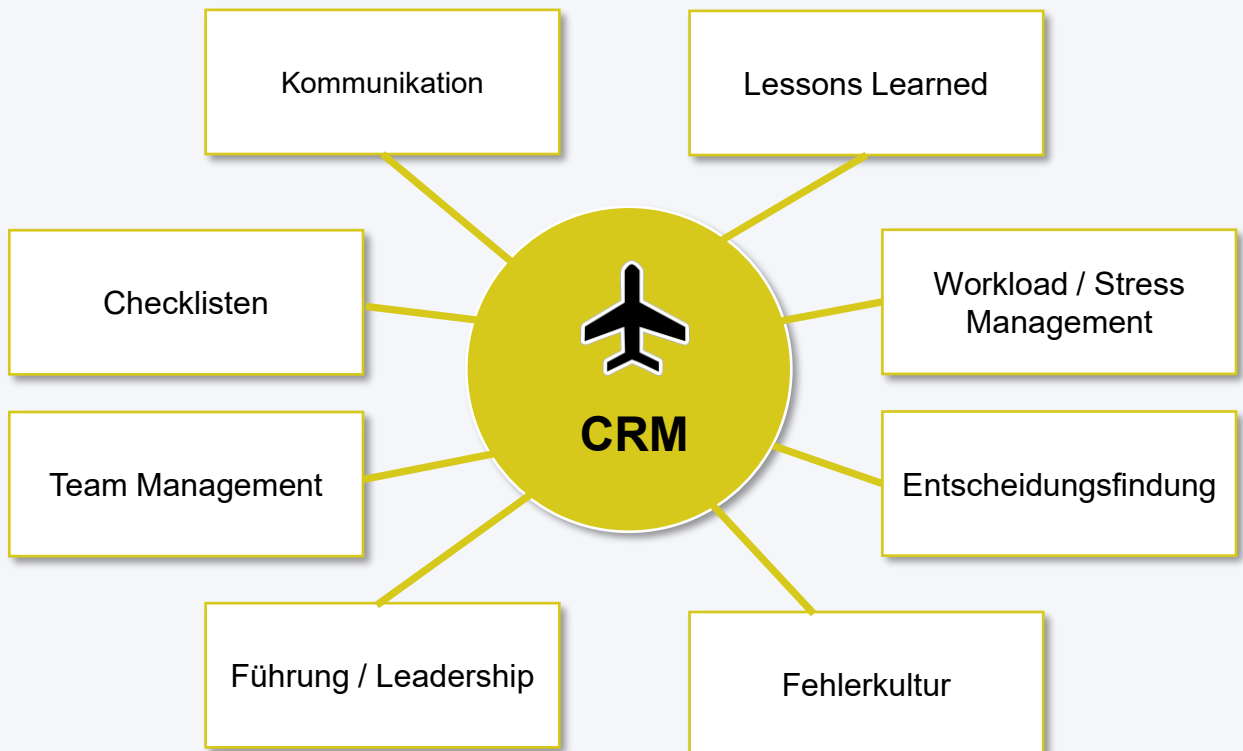 Kommunikation
Lessons Learned
Checklisten
Workload / Stress
Management
CRM
Team Management
Entscheidungsfindung
Führung / Leadership
Fehlerkultur